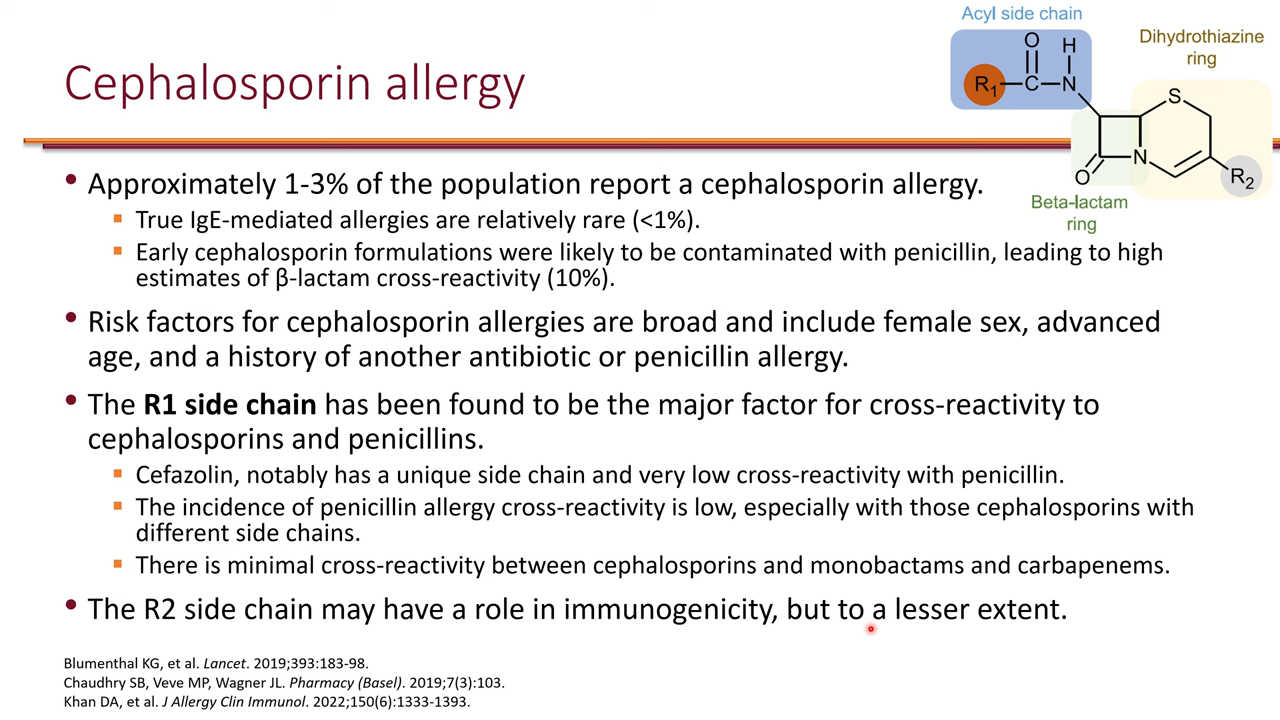 Acyl side chain
Dihydrothiazine
ring
O
H
R1
C
N
S
N
O
R2
Beta-lactam
ring
Cephalosporin allergy
• Approximately 1-3% of the population report a cephalosporin allergy.
▪ True IgE-mediated allergies are relatively rare (<1%).
▪ Early cephalosporin formulations were likely to be contaminated with penicillin, leading to high
estimates of β-lactam cross-reactivity (10%).
• Risk factors for cephalosporin allergies are broad and include female sex, advanced
age, and a history of another antibiotic or penicillin allergy.
• The R1 side chain has been found to be the major factor for cross-reactivity to
cephalosporins and penicillins.
▪ Cefazolin, notably has a unique side chain and very low cross-reactivity with penicillin.
▪ The incidence of penicillin allergy cross-reactivity is low, especially with those cephalosporins with
different side chains.
▪ There is minimal cross-reactivity between cephalosporins and monobactams and carbapenems.
• The R2 side chain may have a role in immunogenicity, but to a lesser extent.
Blumenthal KG, et al. Lancet. 2019;393:183-98.
Chaudhry SB, Veve MP, Wagner JL. Pharmacy (Basel). 2019;7(3):103.
Khan DA, et al. J Allergy Clin Immunol. 2022;150(6):1333-1393.